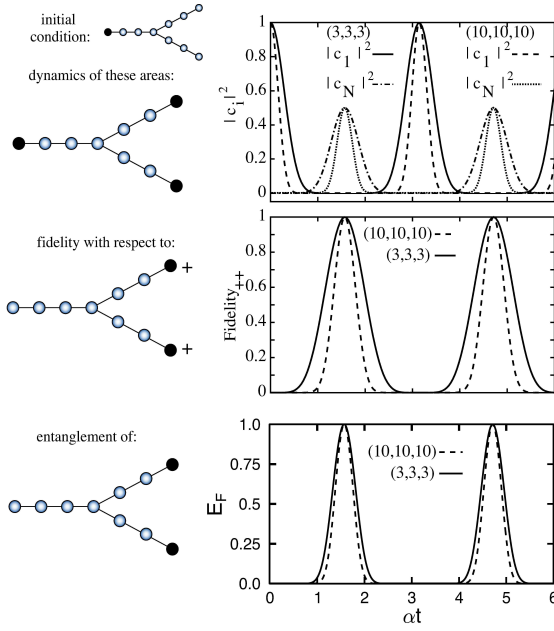 initial
condition:
dynamics of these areas:
1
0.8
0.6
0.4
0.2
0
|c_i|^2
(3,3,3) (10,10,10)
|c_1|^2 |c_1|^2
|c_N|^2 |c_N|^2
fidelity with respect to:
+
+
1
0.8
0.6
0.4
0.2
0
Fidelity_{++}
(10,10,10)
(3,3,3)
entanglement of:
1.0
0.75
0.5
0.25
0.0
E_F
(10,10,10)
(3,3,3)
0 1 2 3 4 5 6
αt